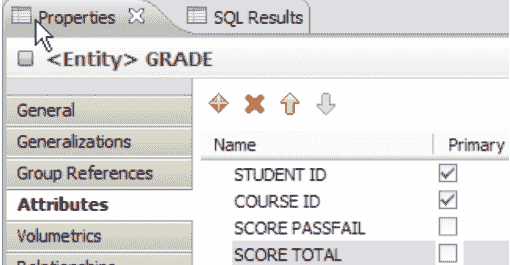 Properties SQL Results
<Entity> GRADE
General
Generalizations
Group References
Attributes
Volumetrics
Relationships
Name Primary
STUDENT ID
COURSE ID
SCORE PASSFAIL
SCORE TOTAL